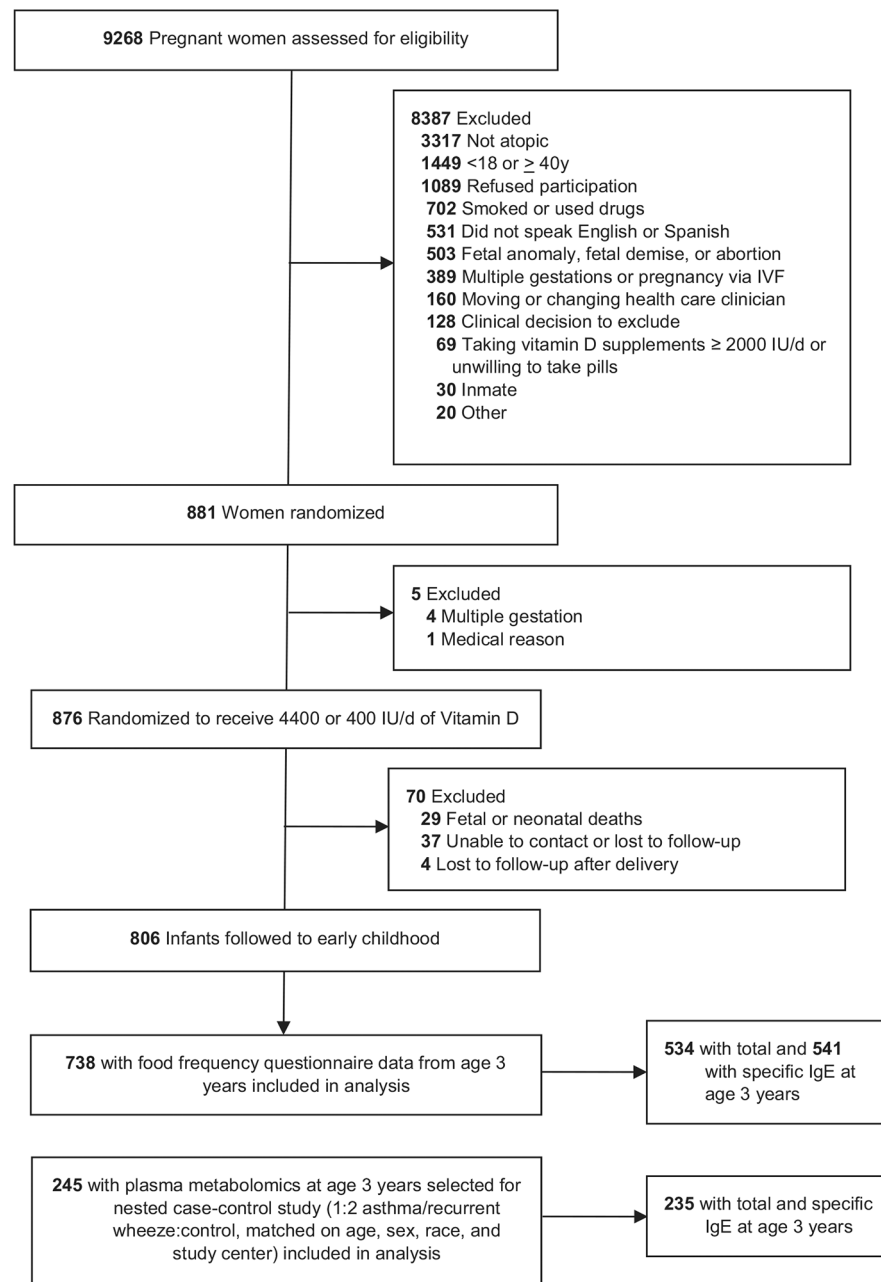 9268 Pregnant women assessed for eligibility
8387 Excluded
3317 Not atopic
1449 <18 or ≥ 40y
1089 Refused participation
702 Smoked or used drugs
531 Did not speak English or Spanish
503 Fetal anomaly, fetal demise, or abortion
389 Multiple gestations or pregnancy via IVF
160 Moving or changing health care clinician
128 Clinical decision to exclude
69 Taking vitamin D supplements ≥ 2000 IU/d or
unwilling to take pills
30 Inmate
20 Other
881 Women randomized
5 Excluded
4 Multiple gestation
1 Medical reason
876 Randomized to receive 4400 or 400 IU/d of Vitamin D
70 Excluded
29 Fetal or neonatal deaths
37 Unable to contact or lost to follow-up
4 Lost to follow-up after delivery
806 Infants followed to early childhood
738 with food frequency questionnaire data from age 3
years included in analysis
534 with total and 541
with specific IgE at
age 3 years
245 with plasma metabolomics at age 3 years selected for
nested case-control study (1:2 asthma/recurrent
wheeze:control, matched on age, sex, race, and
study center) included in analysis
235 with total and specific
IgE at age 3 years